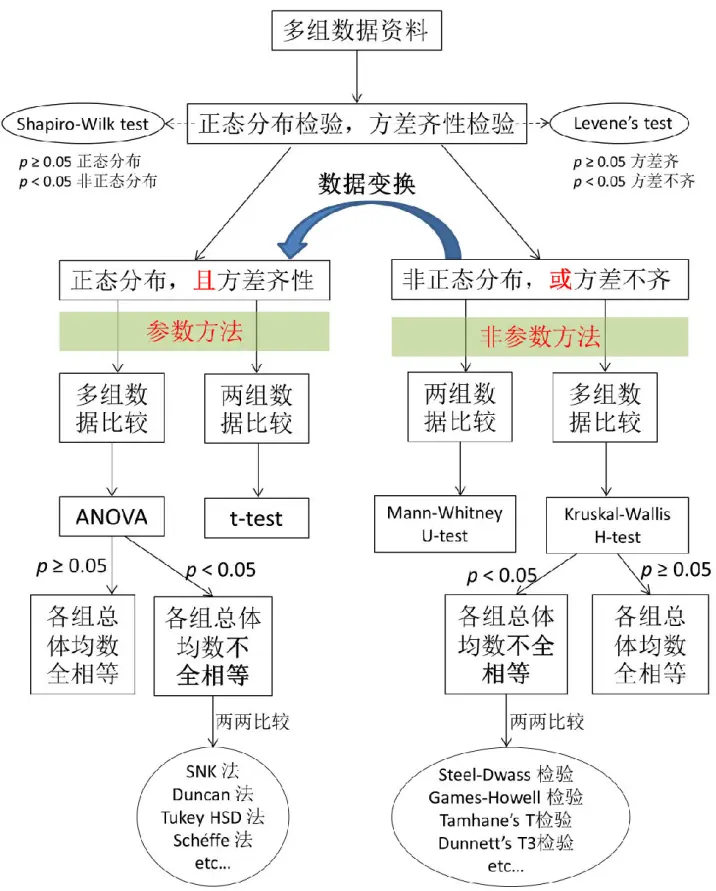 多组数据资料
Shapiro-Wilk test
正态分布检验，方差齐性检验
Levene's test
p ≥ 0.05 正态分布
p < 0.05 非正态分布
p ≥ 0.05 方差齐
p < 0.05 方差不齐
数据变换
正态分布，且方差齐性
非正态分布，或方差不齐
参数方法
非参数方法
多组数
据比较
两组数
据比较
两组数
据比较
多组数
据比较
ANOVA
t-test
Mann-Whitney
U-test
Kruskal-Wallis
H-test
p ≥ 0.05
p < 0.05
p < 0.05
p ≥ 0.05
各组总
体均数
全相等
各组总体
均数不
全相等
各组总体
均数不全
相等
各组总
体均数
全相等
两两比较
两两比较
SNK 法
Duncan 法
Tukey HSD 法
Schéffe 法
etc...
Steel-Dwass 检验
Games-Howell 检验
Tamhane's T检验
Dunnett's T3检验
etc...